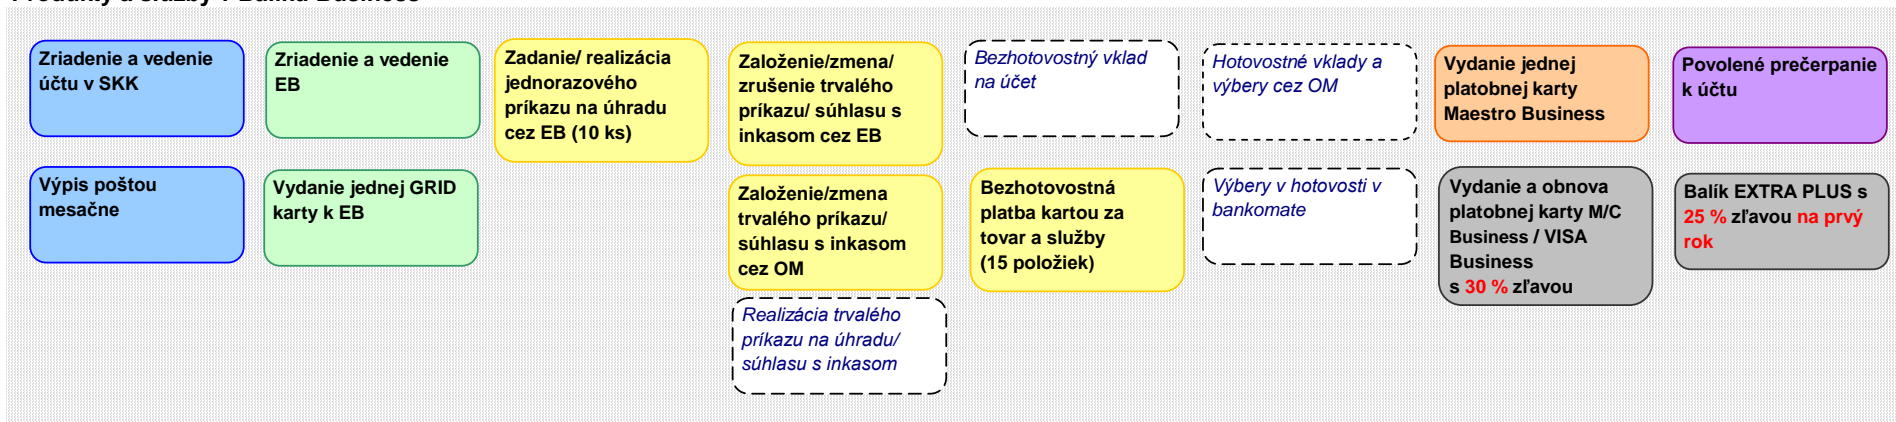 Produkty a služby v Balíku Business
Zriadenie a vedenie
účtu v SKK
Zriadenie a vedenie
EB
Zadanie/ realizácia
jednorazového
príkazu na úhradu
cez EB (10 ks)
Založenie/zmena/
zrušenie trvalého
príkazu/ súhlasu s
inkasom cez EB
Bezhotovostný vklad
na účet
Hotovostné vklady a
výbery cez OM
Vydanie jednej
platobnej karty
Maestro Business
Povolené prečerpanie
k účtu
Výpis poštou
mesačne
Vydanie jednej GRID
karty k EB
Založenie/zmena
trvalého príkazu/
súhlasu s inkasom
cez OM
Bezhotovostná
platba kartou za
tovar a služby
(15 položiek)
Výbery v hotovosti v
bankomate
Vydanie a obnova
platobnej karty M/C
Business / VISA
Business
s 30 % zľavou
Balík EXTRA PLUS s
25 % zľavou na prvý
rok
Realizácia trvalého
príkazu na úhradu/
súhlasu s inkasom